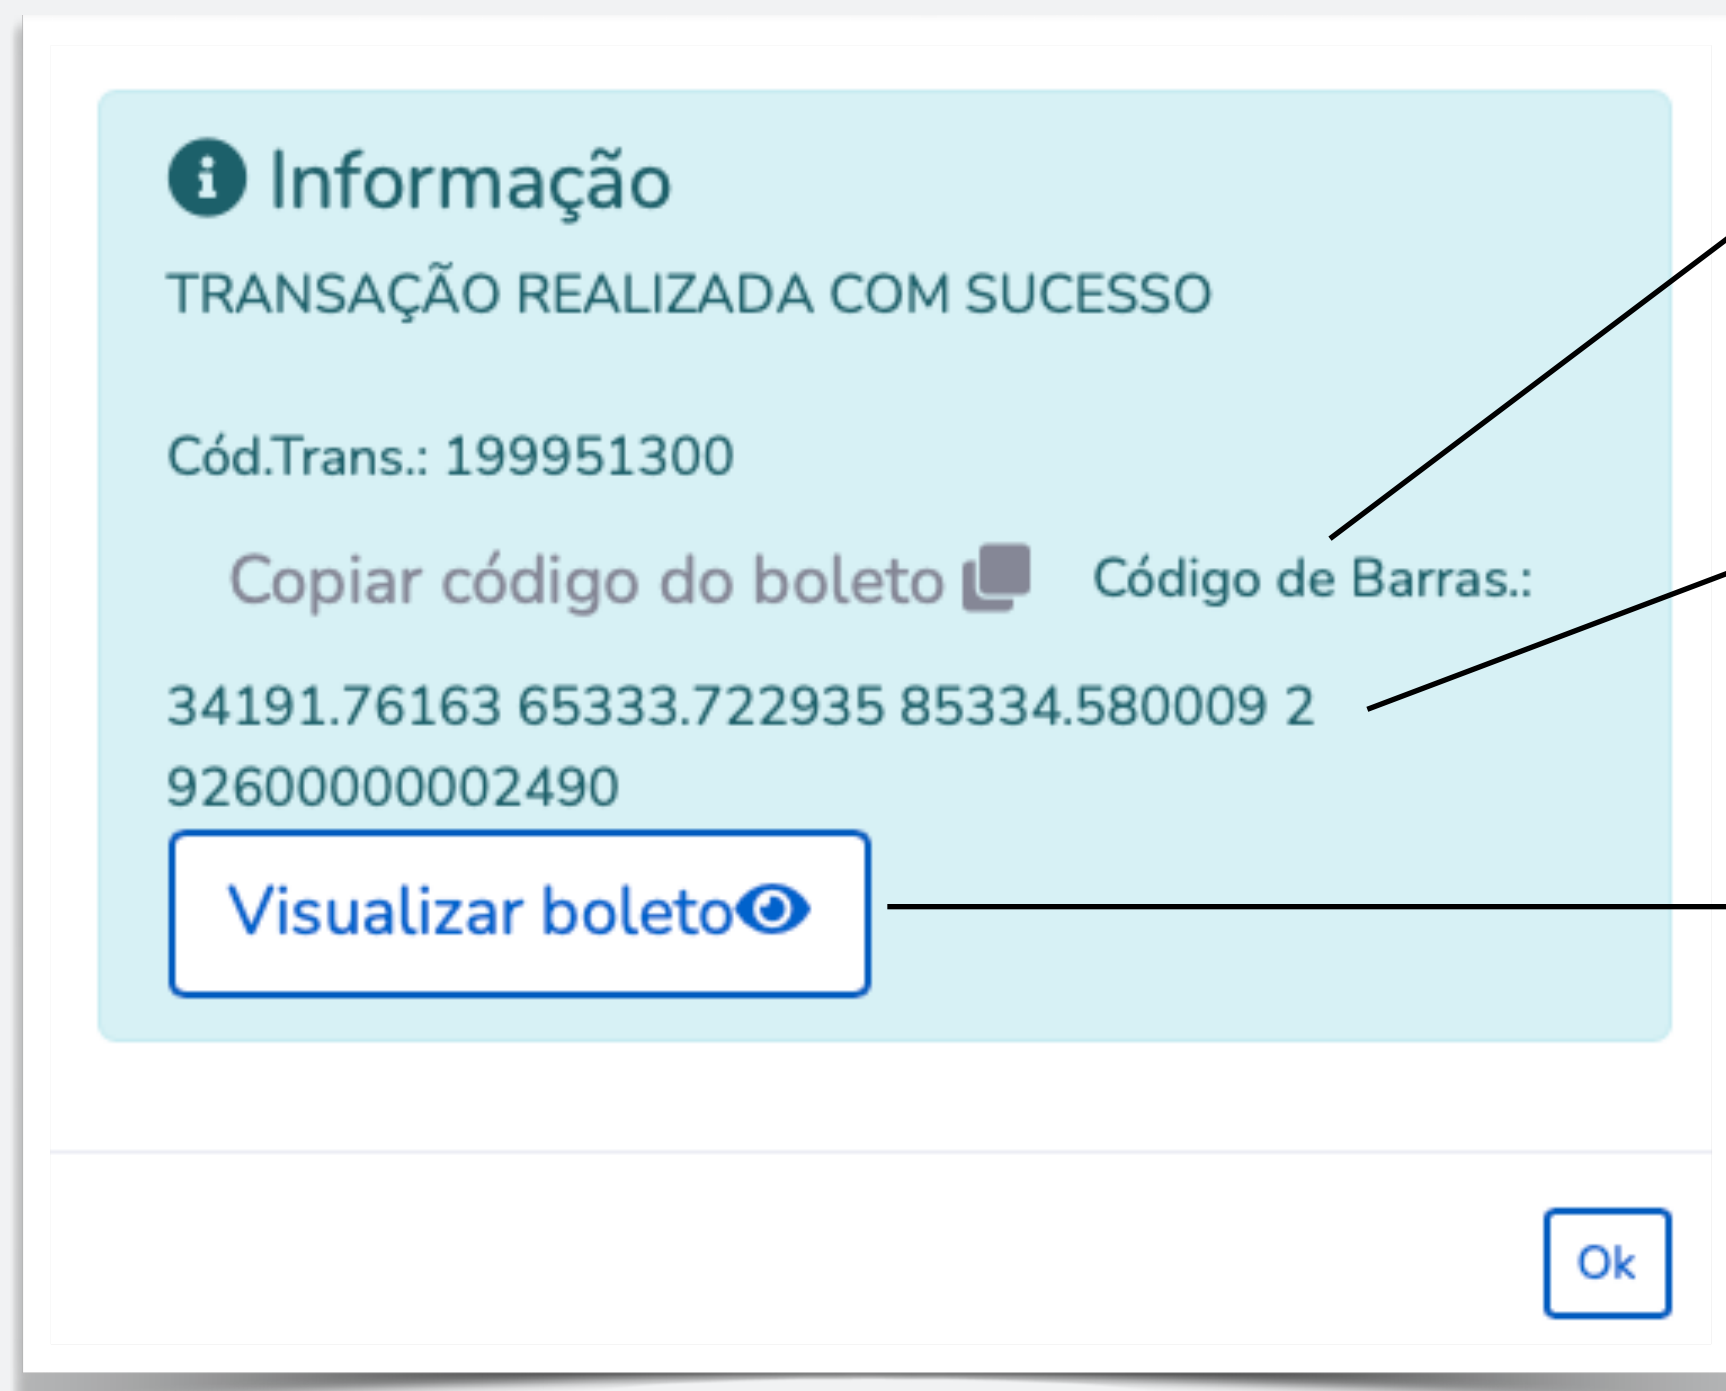 Informação
TRANSAÇÃO REALIZADA COM SUCESSO
Cód.Trans.: 199951300
Copiar código do boleto Código de Barras.:
34191.76163 65333.722935 85334.580009 2
92600000002490
Visualizar boleto
Ok